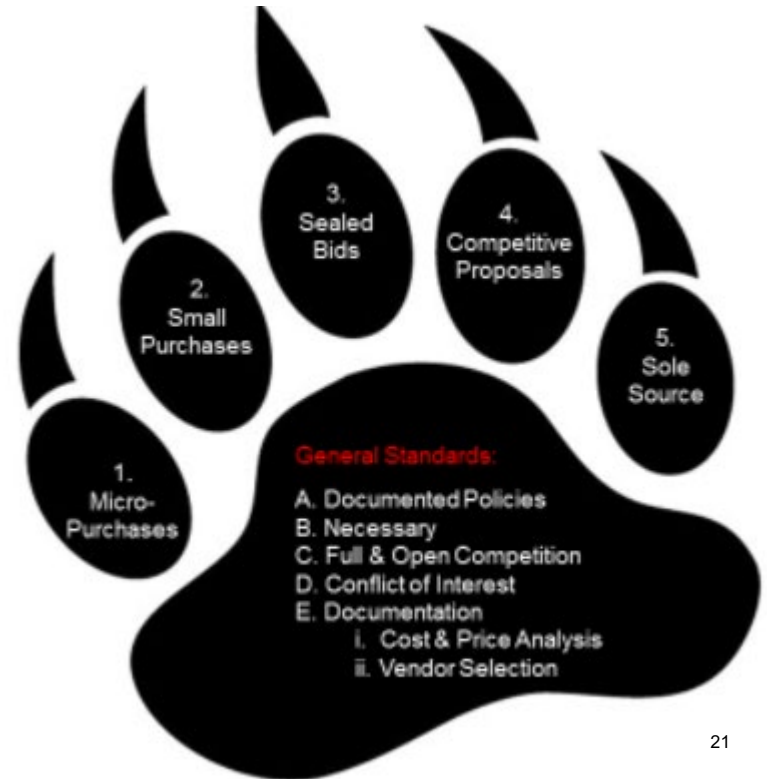 1.
Micro-
Purchases
2.
Small
Purchases
3.
Sealed
Bids
4.
Competitive
Proposals
5.
Sole
Source
General Standards:
A. Documented Policies
B. Necessary
C. Full & Open Competition
D. Conflict of Interest
E. Documentation
i. Cost & Price Analysis
ii. Vendor Selection
21